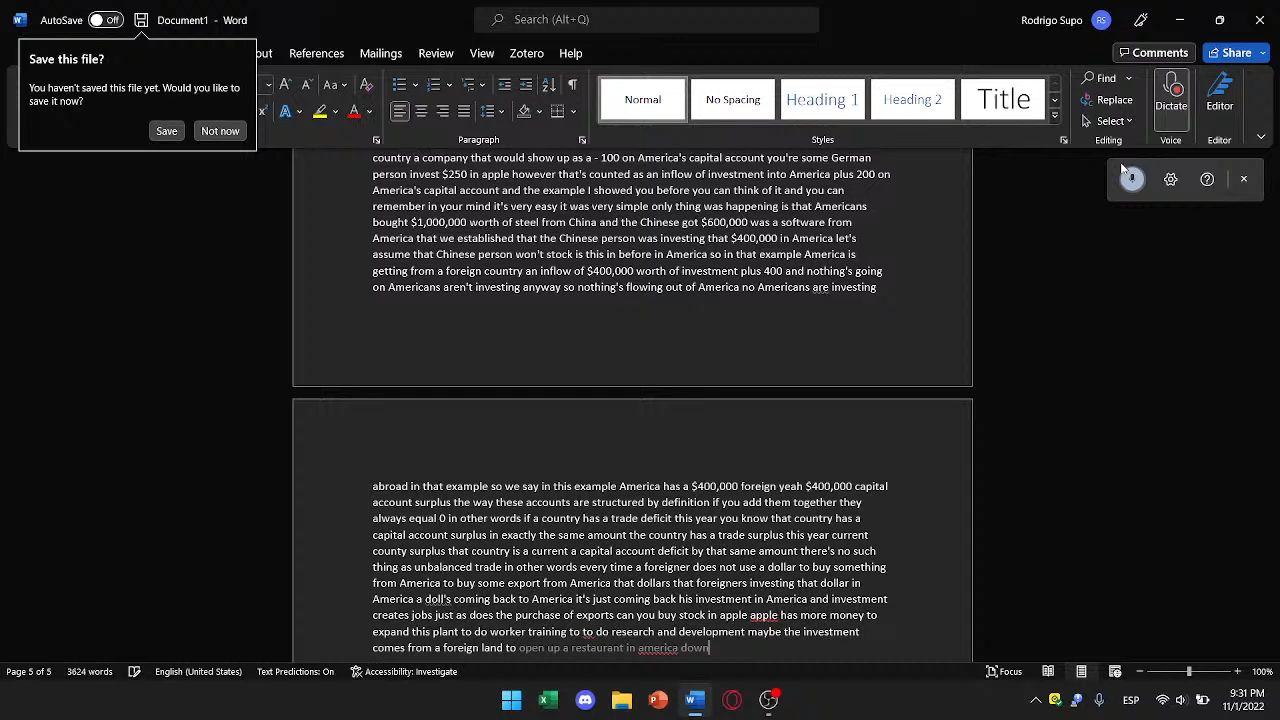 AutoSave Off Document1 - Word Search (Alt+Q) Rodrigo Supo RS
References Mailings Review View Zotero Help Comments Share
Save this file?
You haven't saved this file yet. Would you like to
save it now?
Save Not now
Aa A A
Normal No Spacing Heading 1 Heading 2 Title
Find
Replace
Select
Dictate Editor
Paragraph Styles Editing Voice Editor
country a company that would show up as a - 100 on America's capital account you're some German
person invest $250 in apple however that's counted as an inflow of investment into America plus 200 on
America's capital account and the example I showed you before you can think of it and you can
remember in your mind it's very easy it was very simple only thing was happening is that Americans
bought $1,000,000 worth of steel from China and the Chinese got $600,000 was a software from
America that we established that the Chinese person was investing that $400,000 in America let's
assume that Chinese person won't stock is this in before in America so in that example America is
getting from a foreign country an inflow of $400,000 worth of investment plus 400 and nothing's going
on Americans aren't investing anyway so nothing's flowing out of America no Americans are investing
abroad in that example so we say in this example America has a $400,000 foreign yeah $400,000 capital
account surplus the way these accounts are structured by definition if you add them together they
always equal 0 in other words if a country has a trade deficit this year you know that country has a
capital account surplus in exactly the same amount the country has a trade surplus this year current
county surplus that country is a current a capital account deficit by that same amount there's no such
thing as unbalanced trade in other words every time a foreigner does not use a dollar to buy something
from America to buy some export from America that dollars that foreigners investing that dollar in
America a doll's coming back to America it's just coming back his investment in America and investment
creates jobs just as does the purchase of exports can you buy stock in apple apple has more money to
expand this plant to do worker training to to do research and development maybe the investment
comes from a foreign land to open up a restaurant in america down
Page 5 of 5 3624 words English (United States) Text Predictions: On Accessibility: Investigate Focus 100%
ESP 9:31 PM
11/1/2022